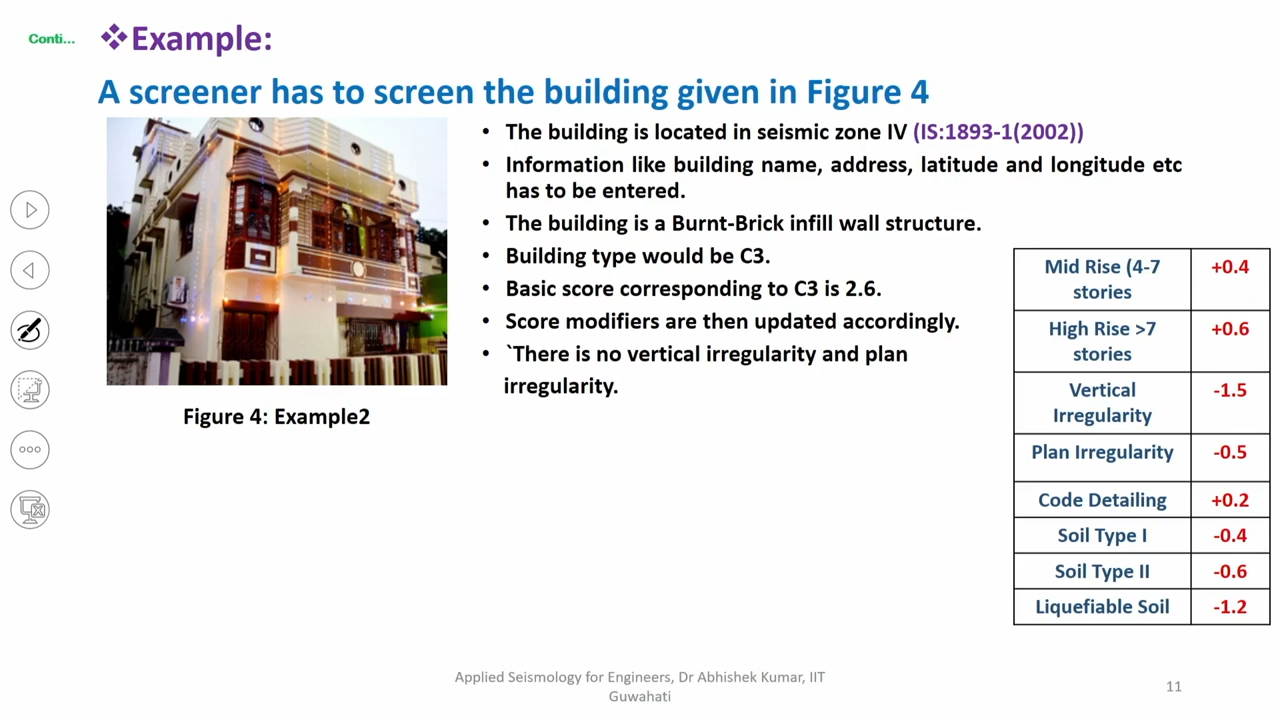 Conti...
❖Example:
A screener has to screen the building given in Figure 4
• The building is located in seismic zone IV (IS:1893-1(2002))
• Information like building name, address, latitude and longitude etc
has to be entered.
• The building is a Burnt-Brick infill wall structure.
• Building type would be C3.
• Basic score corresponding to C3 is 2.6.
• Score modifiers are then updated accordingly.
• `There is no vertical irregularity and plan
irregularity.
Figure 4: Example2
Mid Rise (4-7 +0.4
stories
High Rise >7 +0.6
stories
Vertical -1.5
Irregularity
Plan Irregularity -0.5
Code Detailing +0.2
Soil Type I -0.4
Soil Type II -0.6
Liquefiable Soil -1.2
Applied Seismology for Engineers, Dr Abhishek Kumar, IIT
Guwahati
11